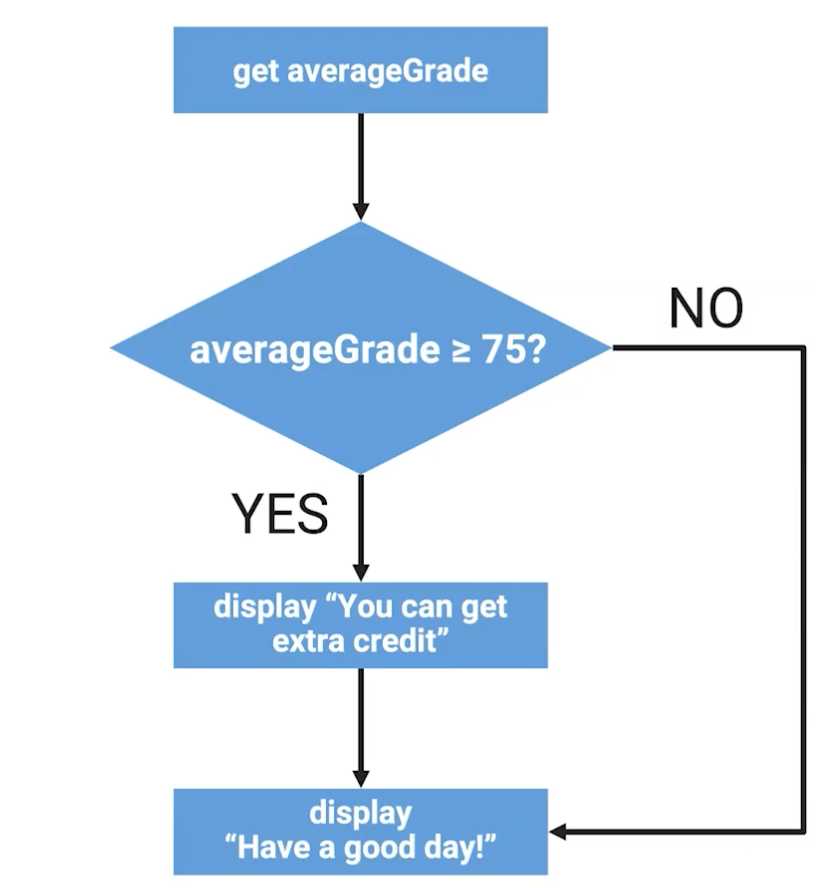 get averageGrade
averageGrade ≥ 75?
NO
YES
display “You can get
extra credit”
display
“Have a good day!”